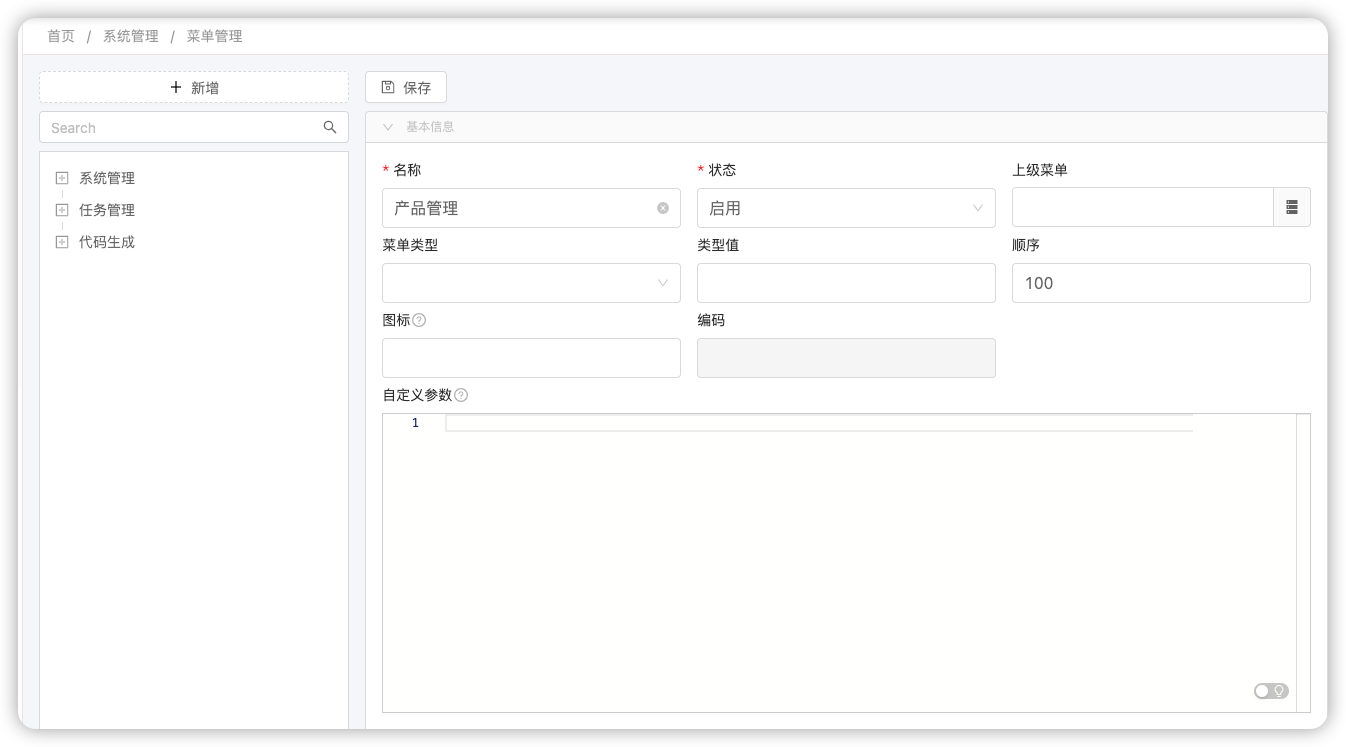 首页 / 系统管理 / 菜单管理
新增
保存
Search
基本信息
系统管理
任务管理
代码生成
* 名称
* 状态
上级菜单
产品管理
启用
菜单类型
类型值
顺序
100
图标
编码
自定义参数
1